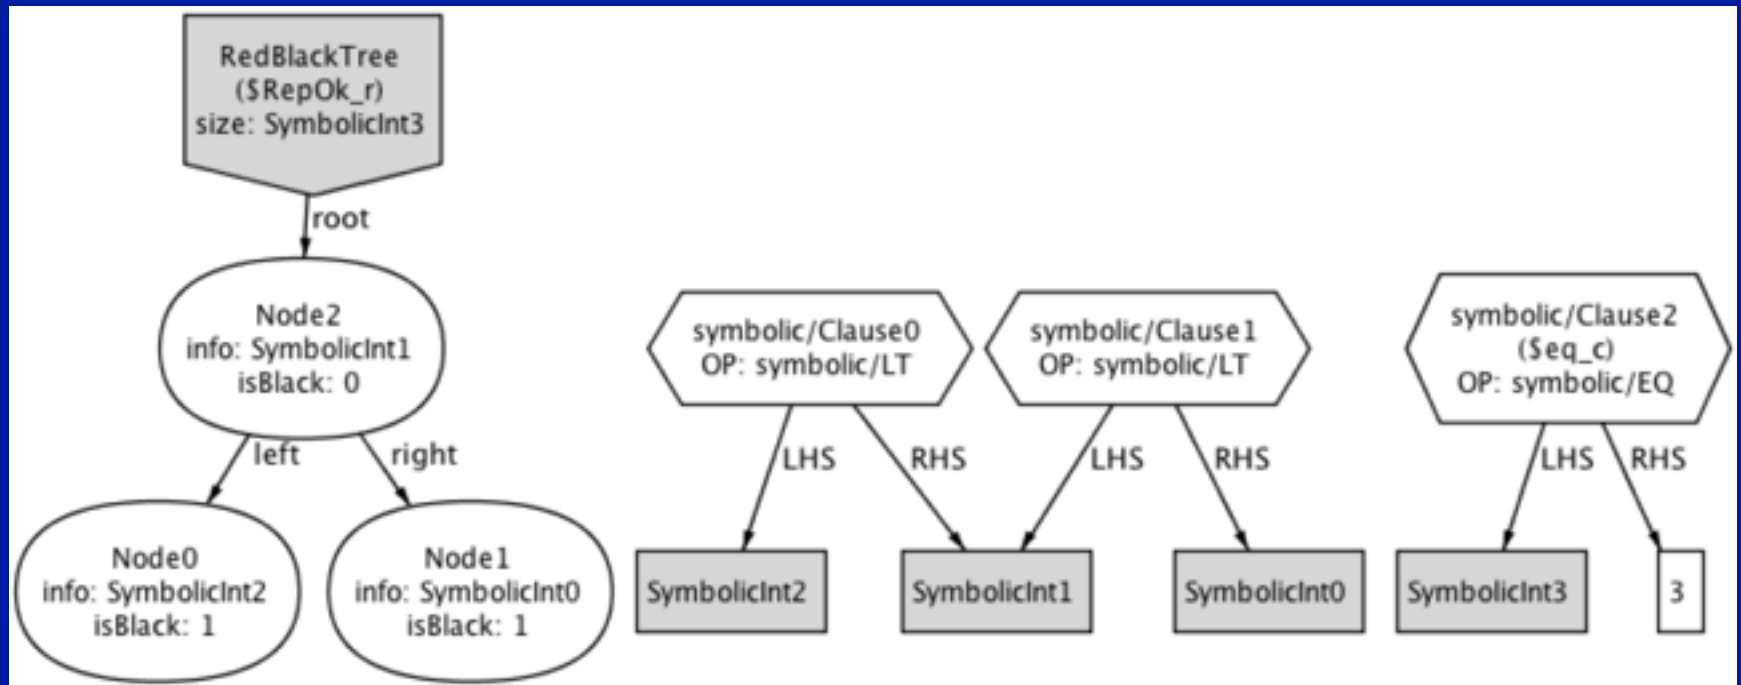 RedBlackTree
($RepOk_r)
size: SymbolicInt3
root
Node2
info: SymbolicInt1
isBlack: 0
left
right
Node0
info: SymbolicInt2
isBlack: 1
Node1
info: SymbolicInt0
isBlack: 1
symbolic/Clause0
OP: symbolic/LT
LHS
RHS
symbolic/Clause1
OP: symbolic/LT
LHS
RHS
symbolic/Clause2
($eq_c)
OP: symbolic/EQ
LHS
RHS
SymbolicInt2
SymbolicInt1
SymbolicInt0
SymbolicInt3
3